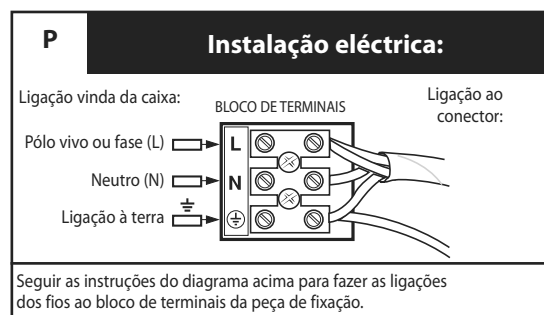 P
Instalação eléctrica:
Ligação vinda da caixa:
BLOCO DE TERMINAIS
Ligação ao
conector:
Pólo vivo ou fase (L)
L
Neutro (N)
N
Ligação à terra
Seguir as instruções do diagrama acima para fazer as ligações
dos fios ao bloco de terminais da peça de fixação.